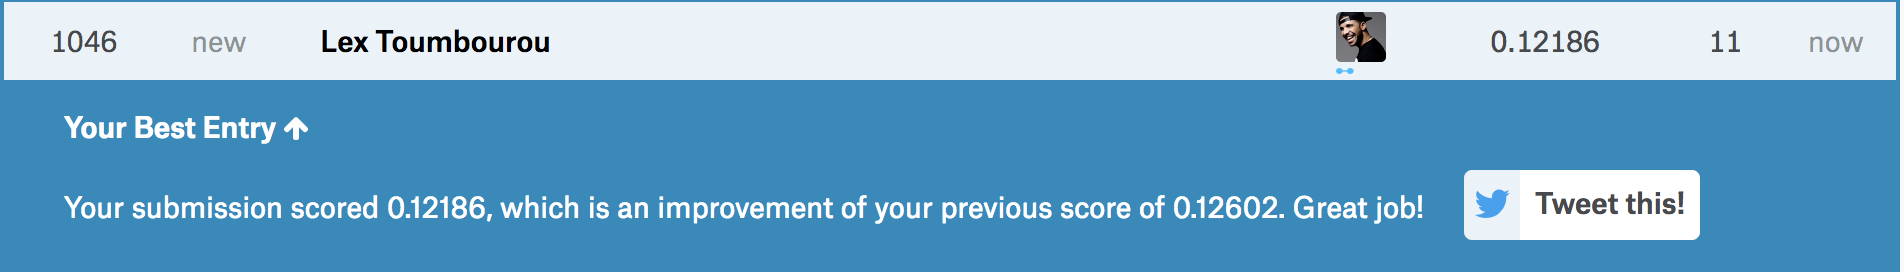 1046 new Lex Toumbourou 0.12186 11 now
Your Best Entry
Your submission scored 0.12186, which is an improvement of your previous score of 0.12602. Great job! Tweet this!